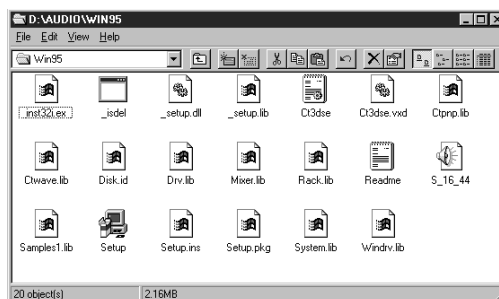 D:\AUDIO\WIN95
File Edit View Help
Win95
_inst32i.ex _isdel _setup.dll _setup.lib Ct3dse Ct3dse.vxd Ctpnp.lib
Ctwave.lib Disk.id Drv.lib Mixer.lib Rack.lib Readme S_16_44
Samples1.lib Setup Setup.ins Setup.pkg System.lib Windrv.lib
20 object(s) 2.16MB